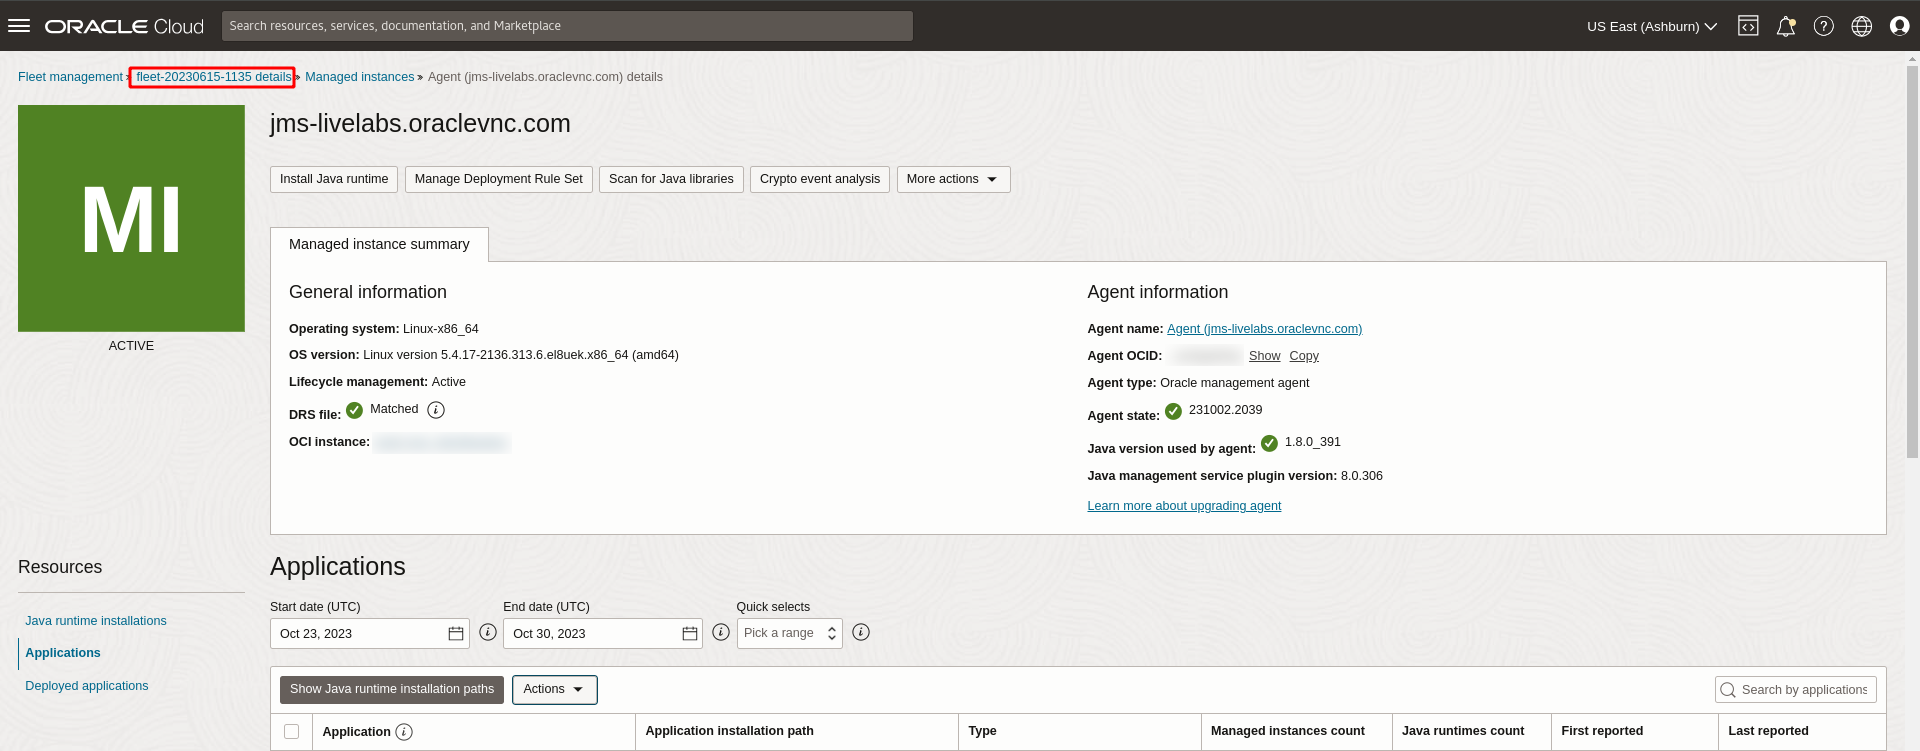 ORACLE Cloud Search resources, services, documentation, and Marketplace US East (Ashburn)
Fleet management » fleet-20230615-1135 details » Managed instances » Agent (jms-livelabs.oraclevnc.com) details
MI
ACTIVE
jms-livelabs.oraclevnc.com
Install Java runtime Manage Deployment Rule Set Scan for Java libraries Crypto event analysis More actions
Managed instance summary
General information
Operating system: Linux-x86_64
OS version: Linux version 5.4.17-2136.313.6.el8uek.x86_64 (amd64)
Lifecycle management: Active
DRS file: Matched
OCI instance:
Agent information
Agent name: Agent (jms-livelabs.oraclevnc.com)
Agent OCID: Show Copy
Agent type: Oracle management agent
Agent state: 231002.2039
Java version used by agent: 1.8.0_391
Java management service plugin version: 8.0.306
Learn more about upgrading agent
Resources
Java runtime installations
Applications
Deployed applications
Applications
Start date (UTC) End date (UTC) Quick selects
Oct 23, 2023 Oct 30, 2023 Pick a range
Show Java runtime installation paths Actions Search by applications
Application Application installation path Type Managed instances count Java runtimes count First reported Last reported